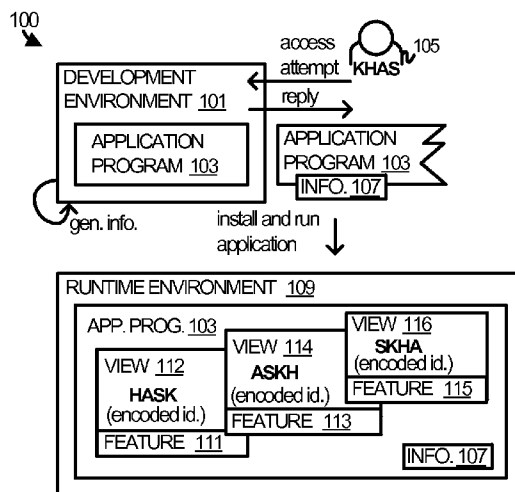 100
access
attempt
105
KHAS
DEVELOPMENT
ENVIRONMENT 101
reply
APPLICATION
PROGRAM 103
APPLICATION
PROGRAM 103
INFO. 107
gen. info.
install and run
application
RUNTIME ENVIRONMENT 109
APP. PROG. 103
VIEW 116
SKHA
(encoded id.)
FEATURE 115
VIEW 114
ASKH
(encoded id.)
FEATURE 113
VIEW 112
HASK
(encoded id.)
FEATURE 111
INFO. 107